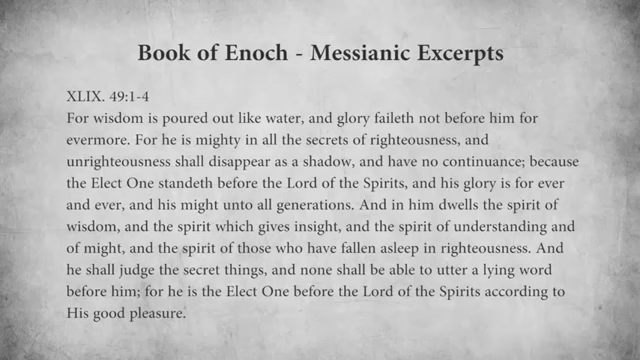 Book of Enoch - Messianic Excerpts
XLIX. 49:1-4
For wisdom is poured out like water, and glory faileth not before him for
evermore. For he is mighty in all the secrets of righteousness, and
unrighteousness shall disappear as a shadow, and have no continuance; because
the Elect One standeth before the Lord of the Spirits, and his glory is for ever
and ever, and his might unto all generations. And in him dwells the spirit of
wisdom, and the spirit which gives insight, and the spirit of understanding and
of might, and the spirit of those who have fallen asleep in righteousness. And
he shall judge the secret things, and none shall be able to utter a lying word
before him; for he is the Elect One before the Lord of the Spirits according to
His good pleasure.